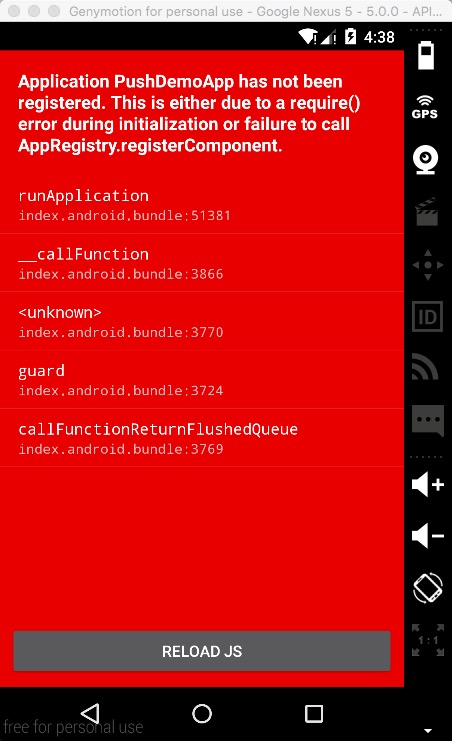 Genymotion for personal use - Google Nexus 5 - 5.0.0 - API...
4:38
Application PushDemoApp has not been
registered. This is either due to a require()
error during initialization or failure to call
AppRegistry.registerComponent.
GPS
runApplication
index.android.bundle:51381
__callFunction
index.android.bundle:3866
<unknown>
index.android.bundle:3770
ID
guard
index.android.bundle:3724
callFunctionReturnFlushedQueue
index.android.bundle:3769
1:1
RELOAD JS
free for personal use